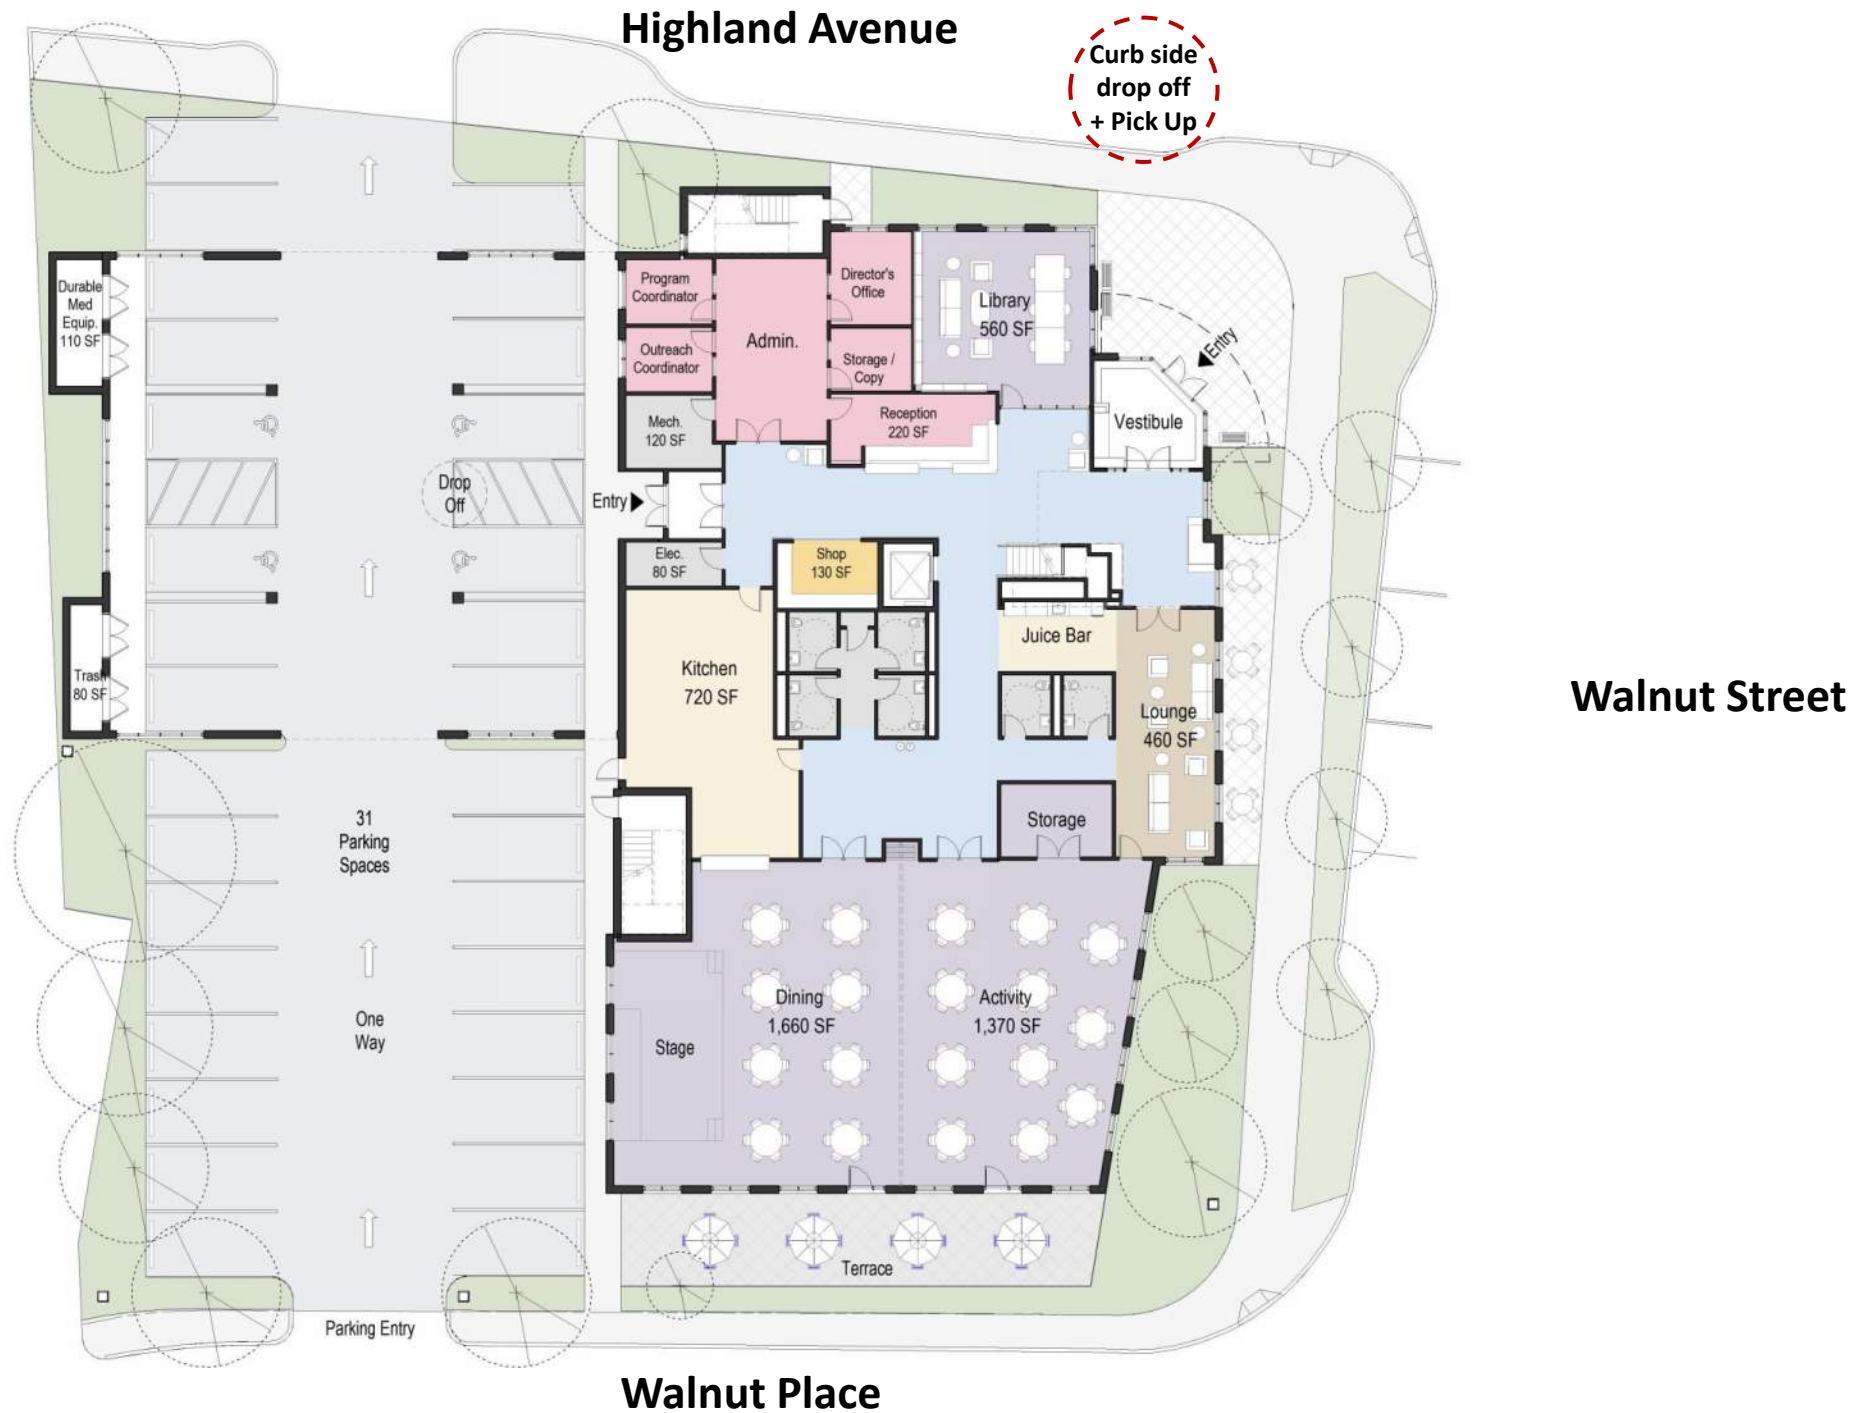 Highland Avenue
Curb side
drop off
+ Pick Up
Durable
Med
Equip.
110 SF
Program
Coordinator
Director's
Office
Library
560 SF
Admin.
Outreach
Coordinator
Storage /
Copy
Entry
Mech.
120 SF
Reception
220 SF
Vestibule
Drop
Off
Entry
Elec.
80 SF
Shop
130 SF
Juice Bar
Kitchen
720 SF
Trash
80 SF
Lounge
460 SF
Walnut Street
31
Parking
Spaces
Storage
One
Way
Stage
Dining
1,660 SF
Activity
1,370 SF
Terrace
Parking Entry
Walnut Place